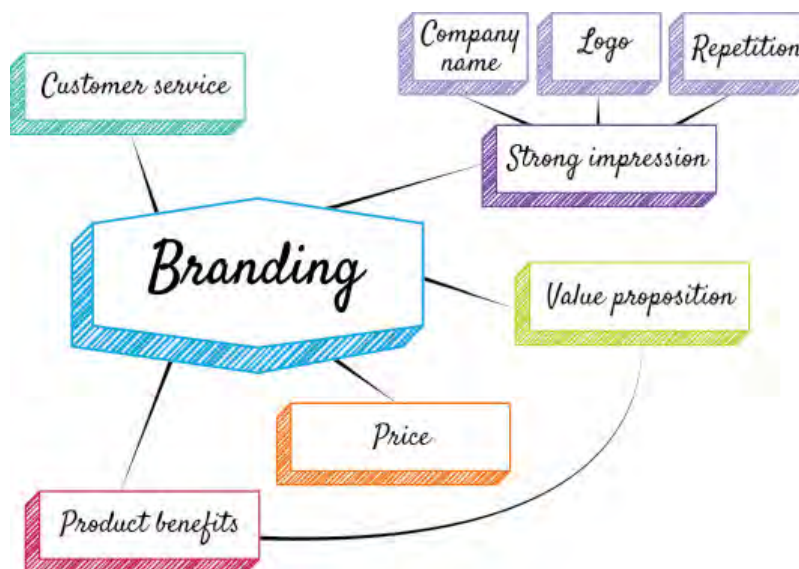 Company
name
Logo
Repetition
Customer service
Strong impression
Branding
Value proposition
Price
Product benefits